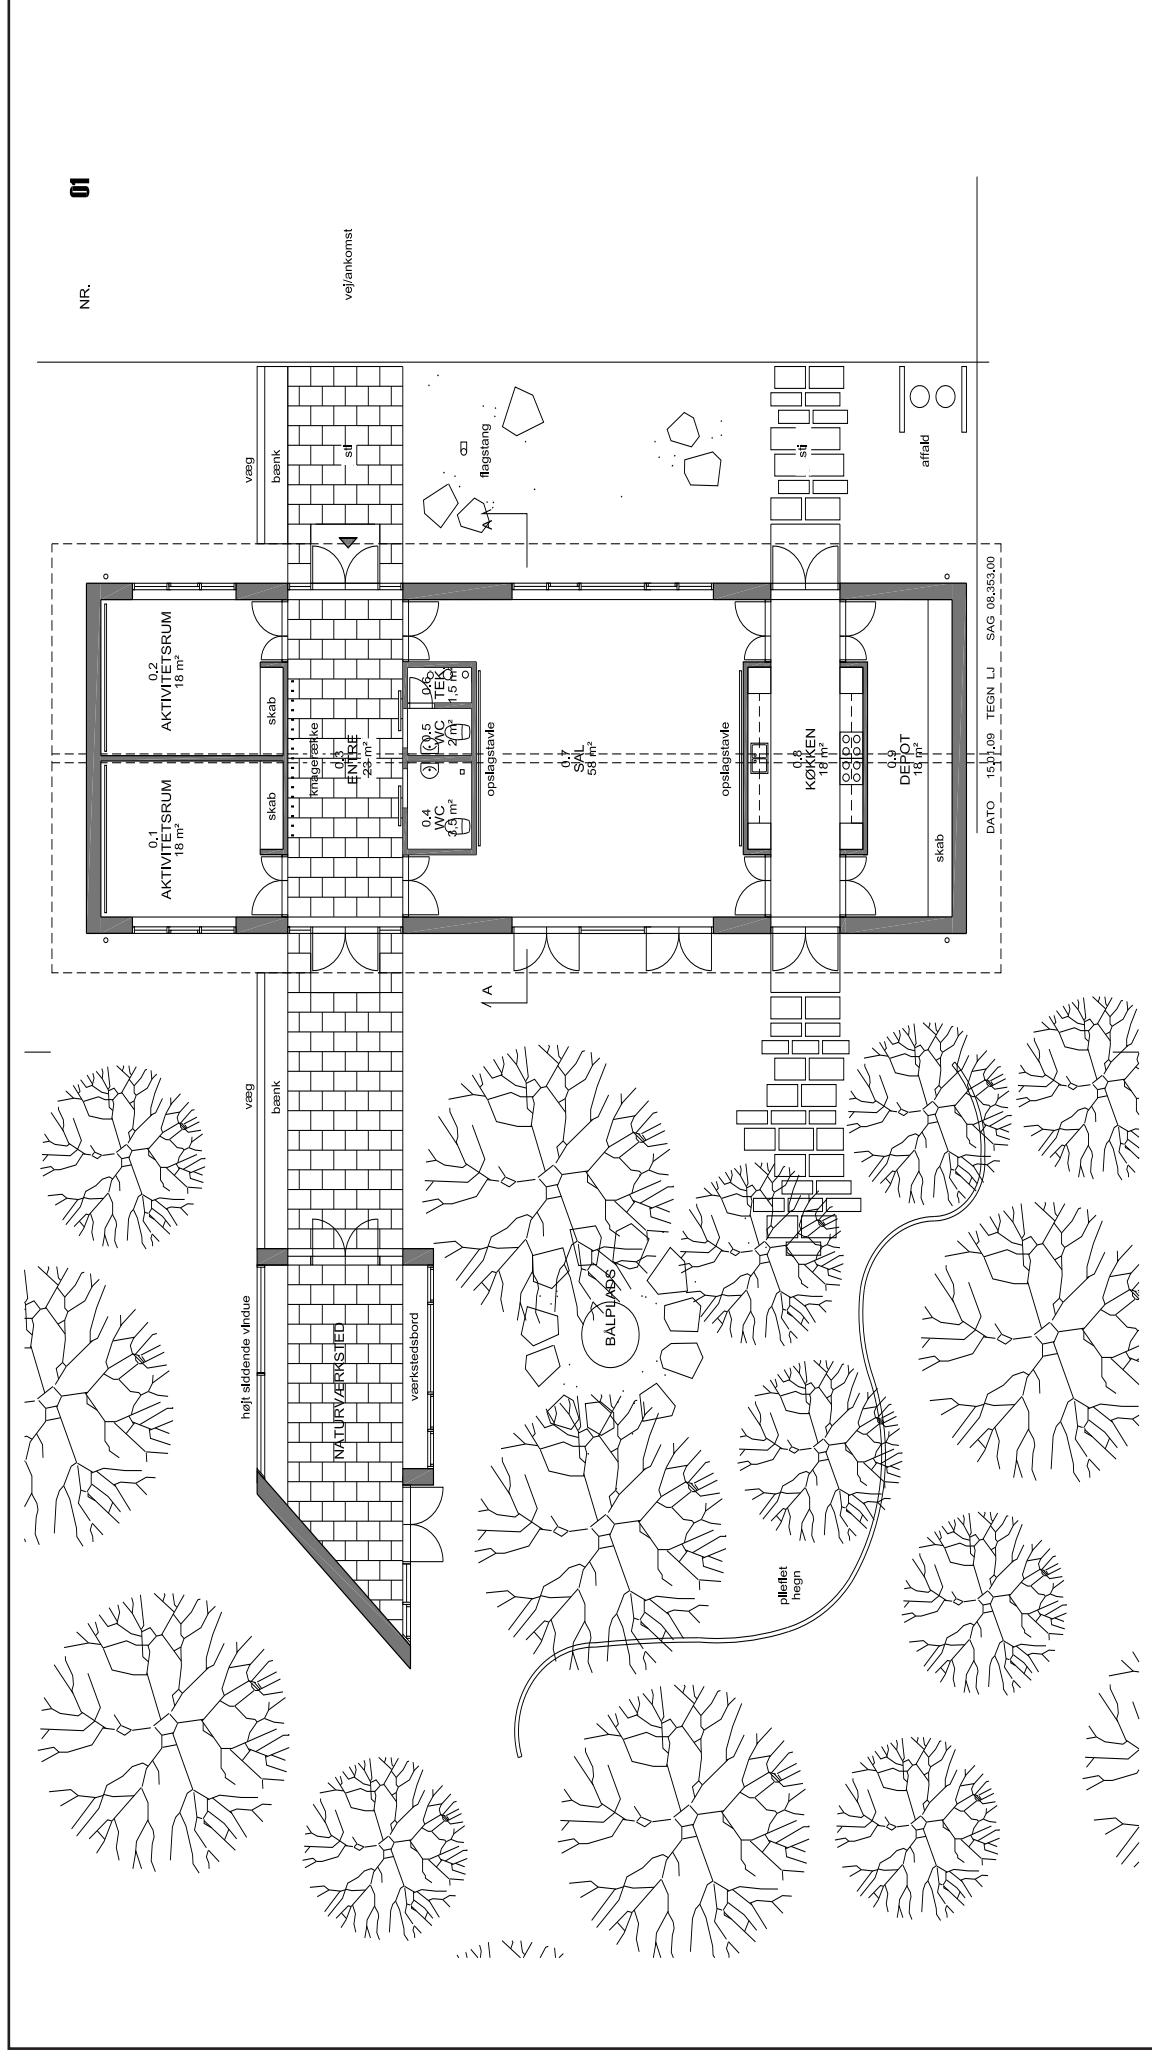 NR.
01
vej/ankomst
væg
bænk
sti
flagstang
sti
affald
A
0.2
AKTIVITETSRUM
18 m²
0.1
AKTIVITETSRUM
18 m²
skab
skab
knagerække
0.3
ENTRE
23 m²
0.6
TEK.
1,5 m²
0.5
WC
2 m²
0.4
WC
3,5 m²
opslagstavle
0.7
SAL
58 m²
opslagstavle
0.8
KØKKEN
18 m²
0.9
DEPOT
18 m²
skab
DATO 15.01.09 TEGN LJ SAG 08.353.00
A
væg
bænk
højt siddende vindue
NATURVÆRKSTED
værkstedsbord
BÅLPLADS
pileflet
hegn